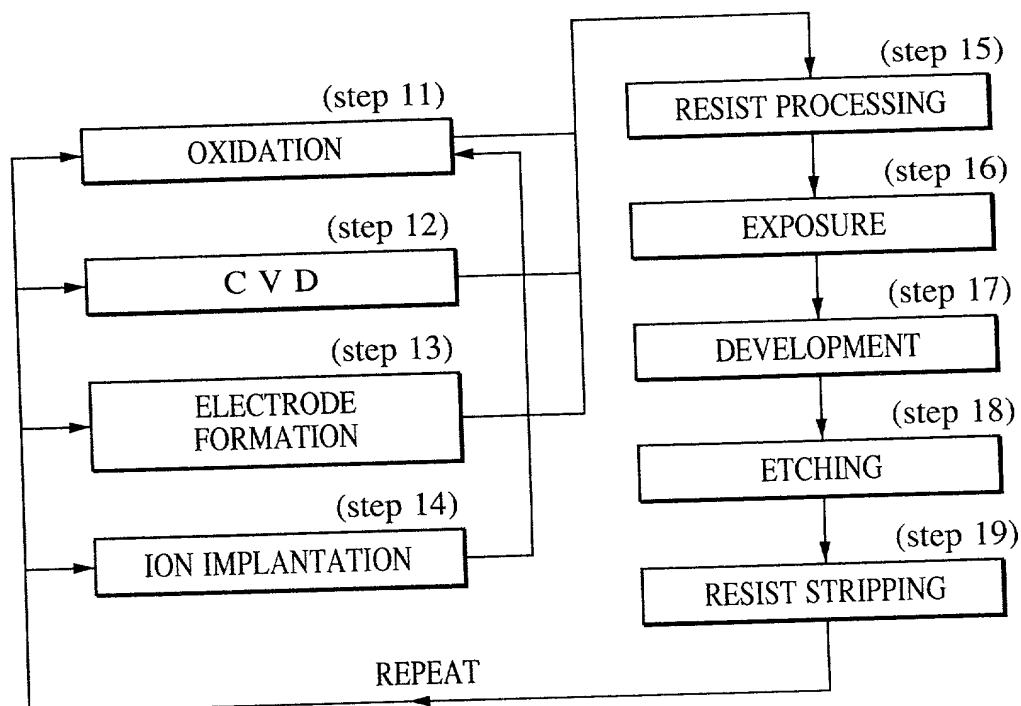 (step 11)
OXIDATION
(step 12)
C V D
(step 13)
ELECTRODE
FORMATION
(step 14)
ION IMPLANTATION
(step 15)
RESIST PROCESSING
(step 16)
EXPOSURE
(step 17)
DEVELOPMENT
(step 18)
ETCHING
(step 19)
RESIST STRIPPING
REPEAT